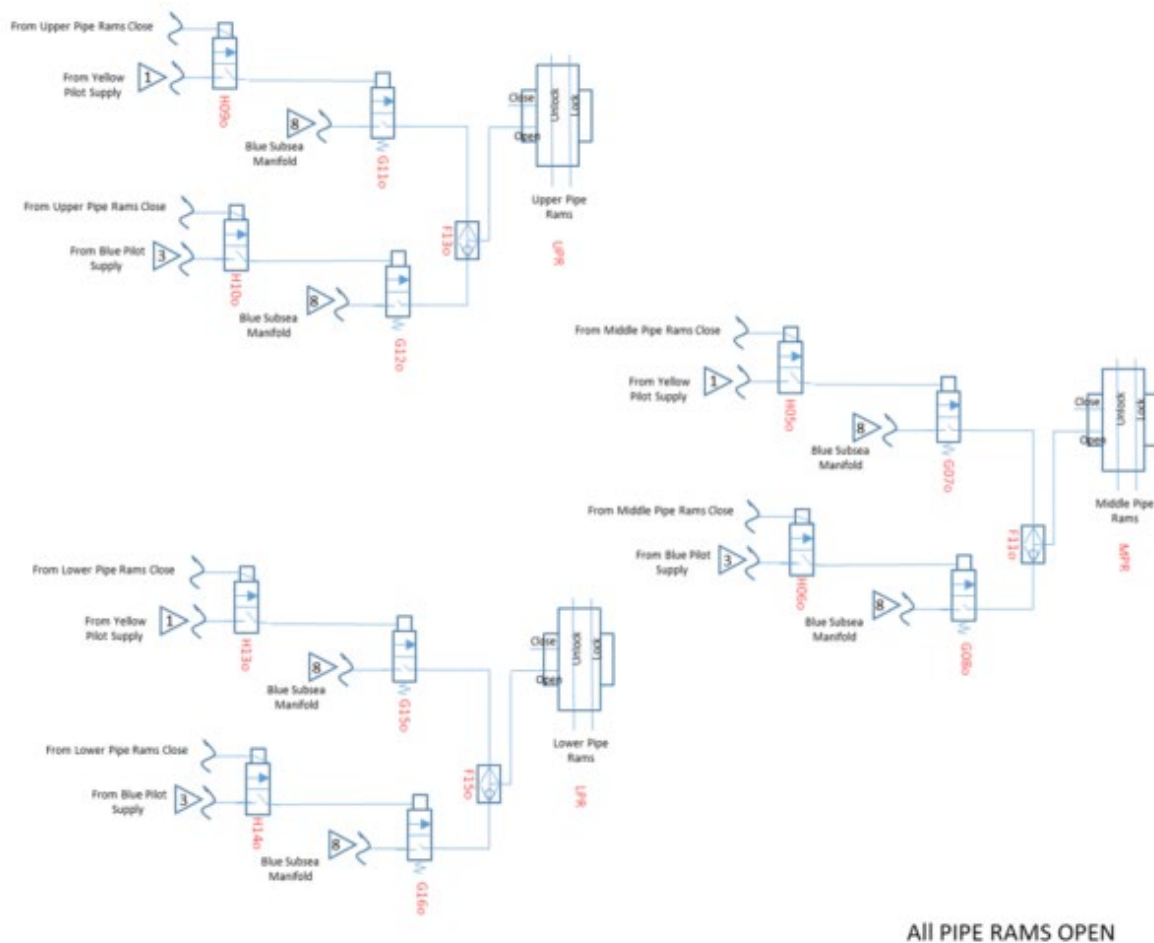 From Upper Pipe Rams Close
From Yellow
Pilot Supply
1
H09o
8
Blue Subsea
Manifold
G11o
Close
Open
Unlock
Lock
Upper Pipe
Rams
UPR
From Upper Pipe Rams Close
From Blue Pilot
Supply
3
H10o
8
Blue Subsea
Manifold
G12o
F13o
From Middle Pipe Rams Close
From Yellow
Pilot Supply
1
H05o
8
Blue Subsea
Manifold
G07o
Close
Open
Unlock
Lock
Middle Pipe
Rams
MPR
From Middle Pipe Rams Close
From Blue Pilot
Supply
3
H06o
8
Blue Subsea
Manifold
G08o
F11o
From Lower Pipe Rams Close
From Yellow
Pilot Supply
1
H13o
8
Blue Subsea
Manifold
G15o
Close
Open
Unlock
Lock
Lower Pipe
Rams
LPR
From Lower Pipe Rams Close
From Blue Pilot
Supply
3
H14o
8
Blue Subsea
Manifold
G16o
F15o
All PIPE RAMS OPEN